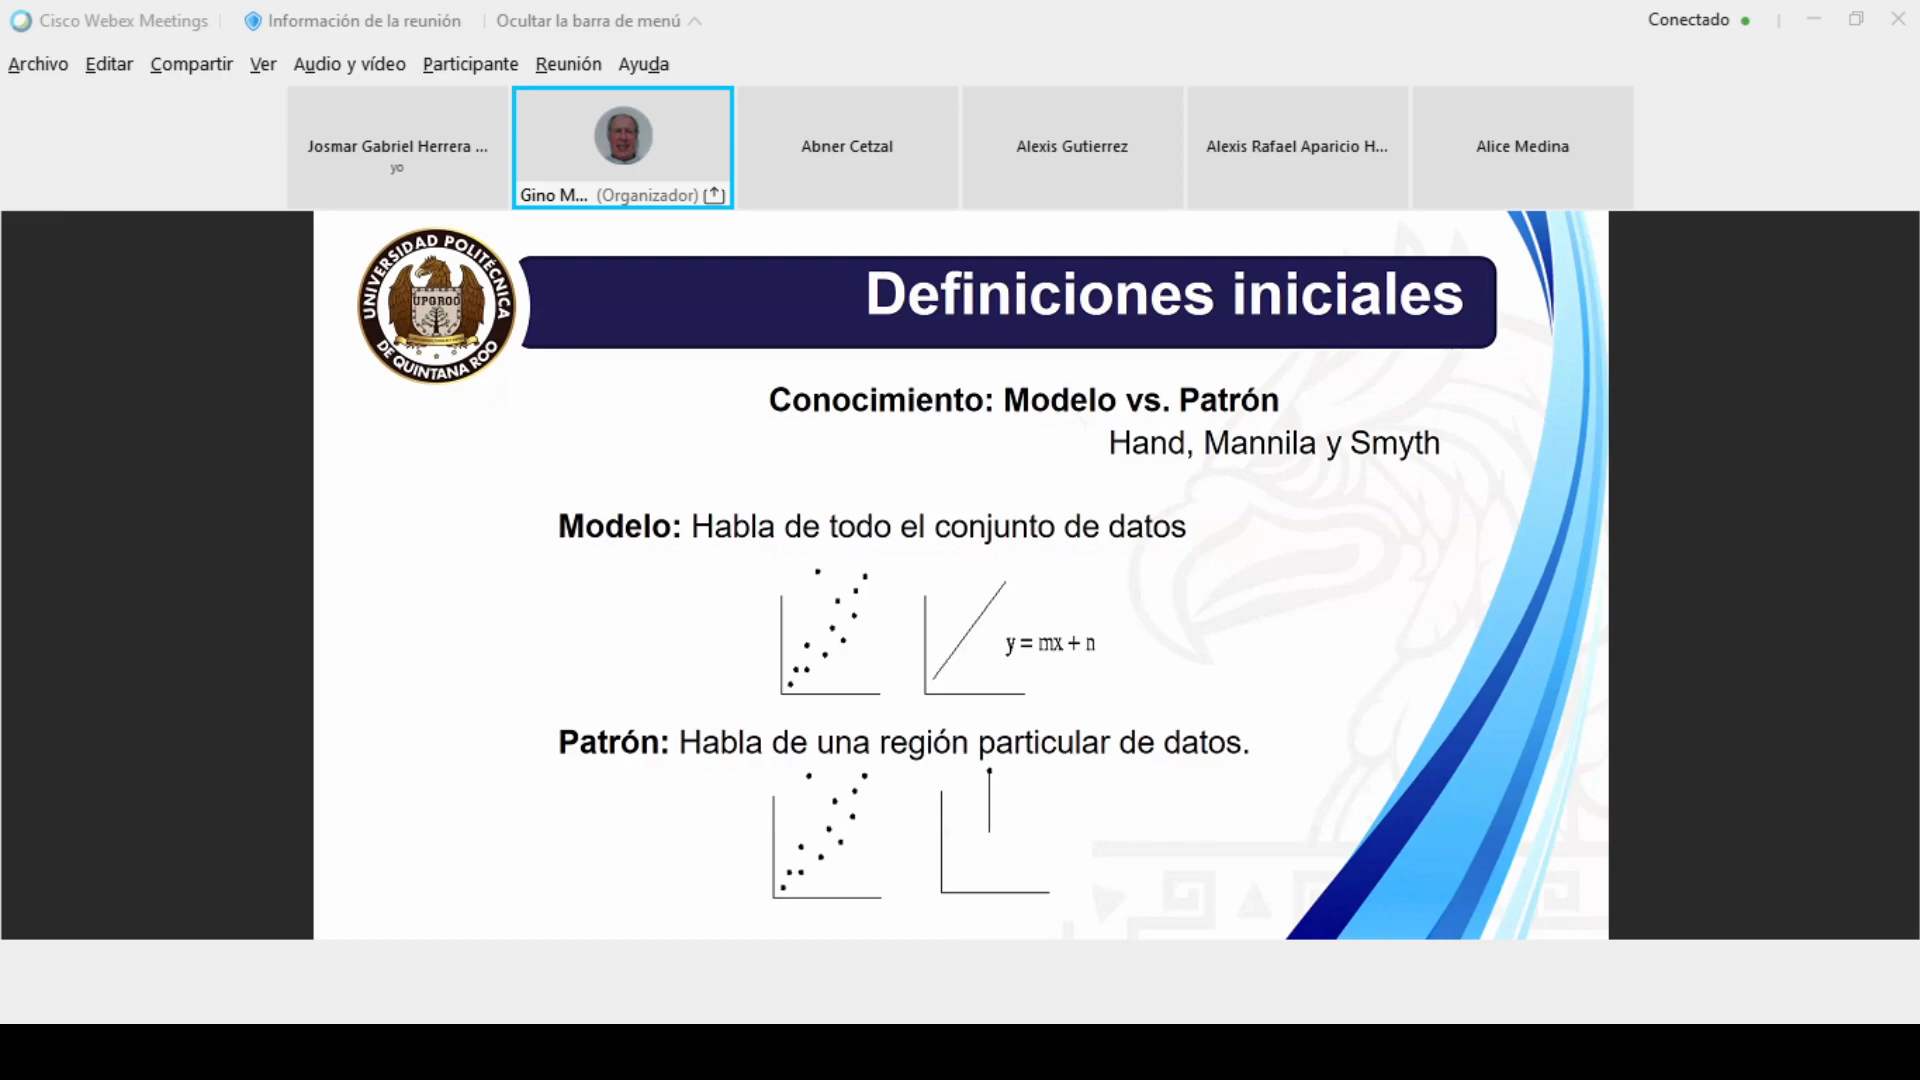 Cisco Webex Meetings
Información de la reunión
Ocultar la barra de menú
Conectado
Archivo Editar Compartir Ver Audio y vídeo Participante Reunión Ayuda
Josmar Gabriel Herrera ...
yo
Gino M... (Organizador)
Abner Cetzal
Alexis Gutierrez
Alexis Rafael Aparicio H...
Alice Medina
UNIVERSIDAD POLITÉCNICA
UPQROO
DE QUINTANA ROO
Definiciones iniciales
Conocimiento: Modelo vs. Patrón
Hand, Mannila y Smyth
Modelo: Habla de todo el conjunto de datos
y = mx + n
Patrón: Habla de una región particular de datos.